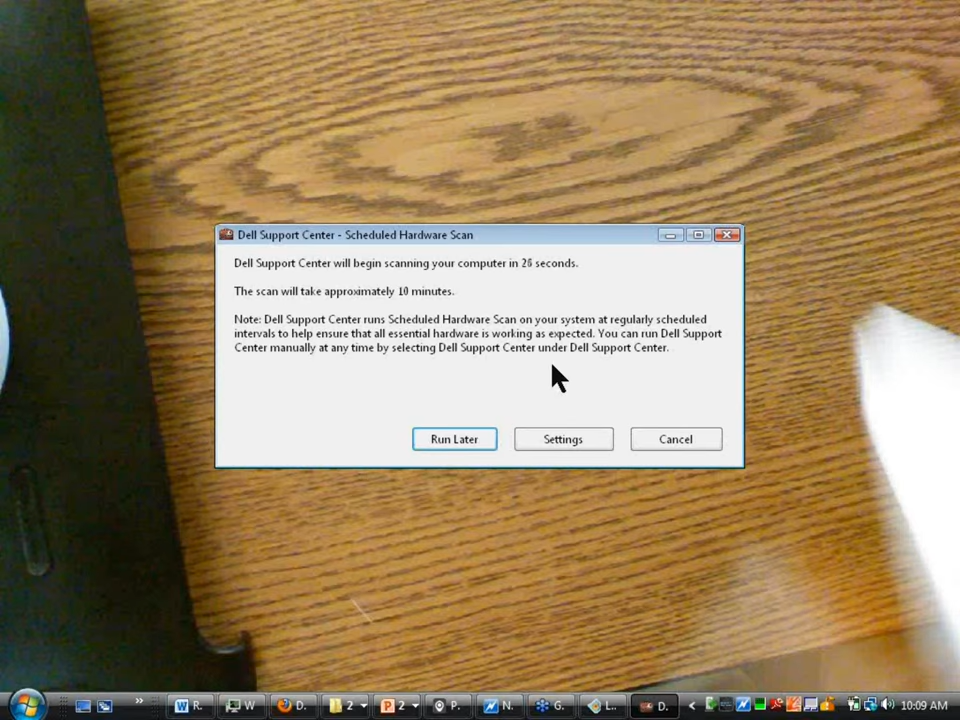 Dell Support Center - Scheduled Hardware Scan
Dell Support Center will begin scanning your computer in 26 seconds.
The scan will take approximately 10 minutes.
Note: Dell Support Center runs Scheduled Hardware Scan on your system at regularly scheduled
intervals to help ensure that all essential hardware is working as expected. You can run Dell Support
Center manually at any time by selecting Dell Support Center under Dell Support Center.
Run Later Settings Cancel
R. W D. 2 2 P. N. G. L.. D. 10:09 AM